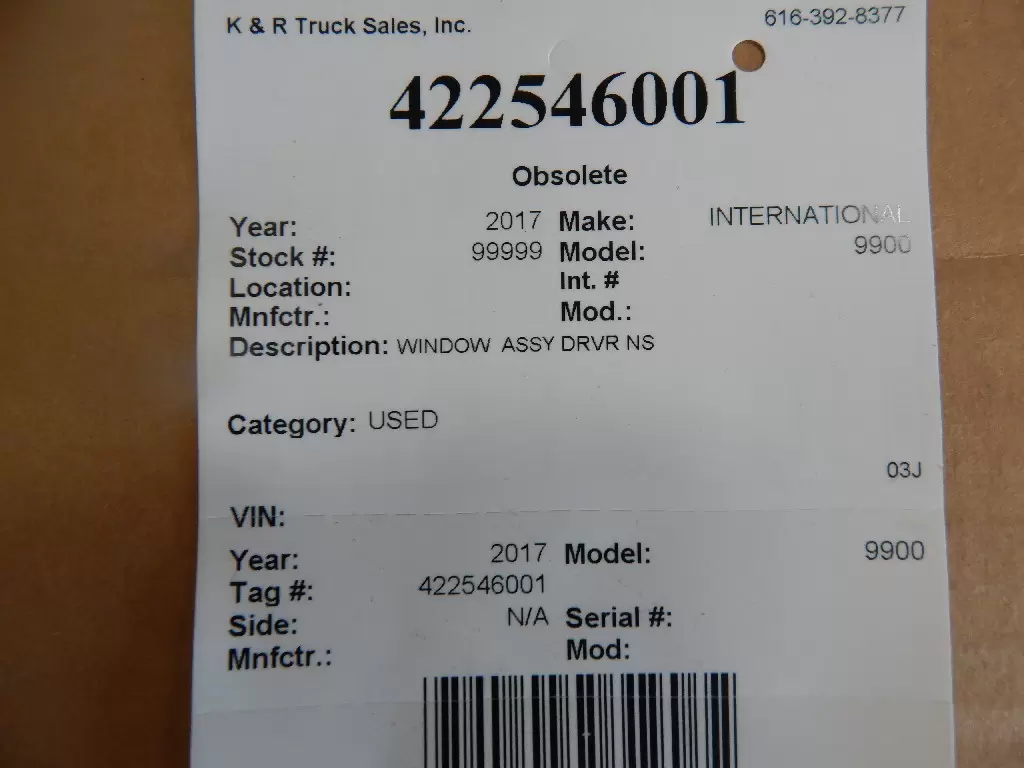 K & R Truck Sales, Inc. 616-392-8377
422546001
Obsolete
Year: 2017 Make: INTERNATIONAL
Stock #: 99999 Model: 9900
Location: Int. #
Mnfctr.: Mod.:
Description: WINDOW ASSY DRVR NS
Category: USED
03J
VIN:
Year: 2017 Model: 9900
Tag #: 422546001
Side: N/A Serial #:
Mnfctr.: Mod: